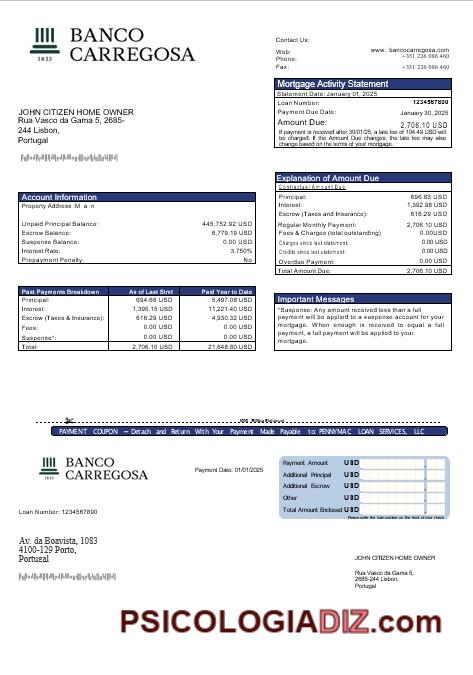 BANCO
CARREGOSA
1833
Contact Us:
Web: www. bancocarregosa.com
Phone: +351 226 086 460
Fax: +351 226 086 460
Mortgage Activity Statement
Statement Date: January 01, 2025
Loan Number: 1234567890
Payment Due Date: January 30, 2025
Amount Due: 2,706.10 USD
If payment is received after 30/01/25, a late fee of 104.49 USD will
be charged. If the Amount Due changes, the late fee may also
change based on the terms of your mortgage.
JOHN CITIZEN HOME OWNER
Rua Vasco da Gama 5, 2685-
244 Lisbon,
Portugal
Explanation of Amount Due
Contractual Amount Due
Principal: 696.83 USD
Interest: 1,392.98 USD
Escrow (Taxes and Insurance): 616.29 USD
Regular Monthly Payment: 2,706.10 USD
Fees & Charges (total outstanding) 0.00USD
Charges since last statement: 0.00 USD
Credits since last statement: 0.00 USD
Overdue Payment: 0.00 USD
Total Amount Due: 2,706.10 USD
Account Information
Property Address :M a n
Unpaid Principal Balance: 445,752.92 USD
Escrow Balance: 6,779.19 USD
Suspense Balance: 0.00 USD
Interest Rate: 3.750%
Prepayment Penalty: No
Past Payments Breakdown As of Last Stmt Paid Year to Date
Principal: 694.66 USD 5,497.08 USD
Interest: 1,395.15 USD 11,221.40 USD
Escrow (Taxes & Insurance): 616.29 USD 4,930.32 USD
Fees: 0.00 USD 0.00 USD
Suspense*: 0.00 USD 0.00 USD
Total: 2,706.10 USD 21,648.80 USD
Important Messages
*Suspense: Any amount received less than a full
payment will be applied to a suspense account for your
mortgage. When enough is received to equal a full
payment, the full payment will be applied to your
mortgage.
PAYMENT COUPON – Detach and Return With Your Payment Made Payable to: PENNYMAC LOAN SERVICES, LLC
BANCO
CARREGOSA
1833
Payment Date: 01/01/2025
Payment Amount USD
Additional Principal USD
Additional Escrow USD
Other USD
Total Amount Enclosed USD
Loan Number: 1234567890
Av. da Boavista, 1083
4100-129 Porto,
Portugal
JOHN CITIZEN HOME OWNER
Rua Vasco da Gama 5,
2685-244 Lisbon,
Portugal
PSICOLOGIADIZ.com